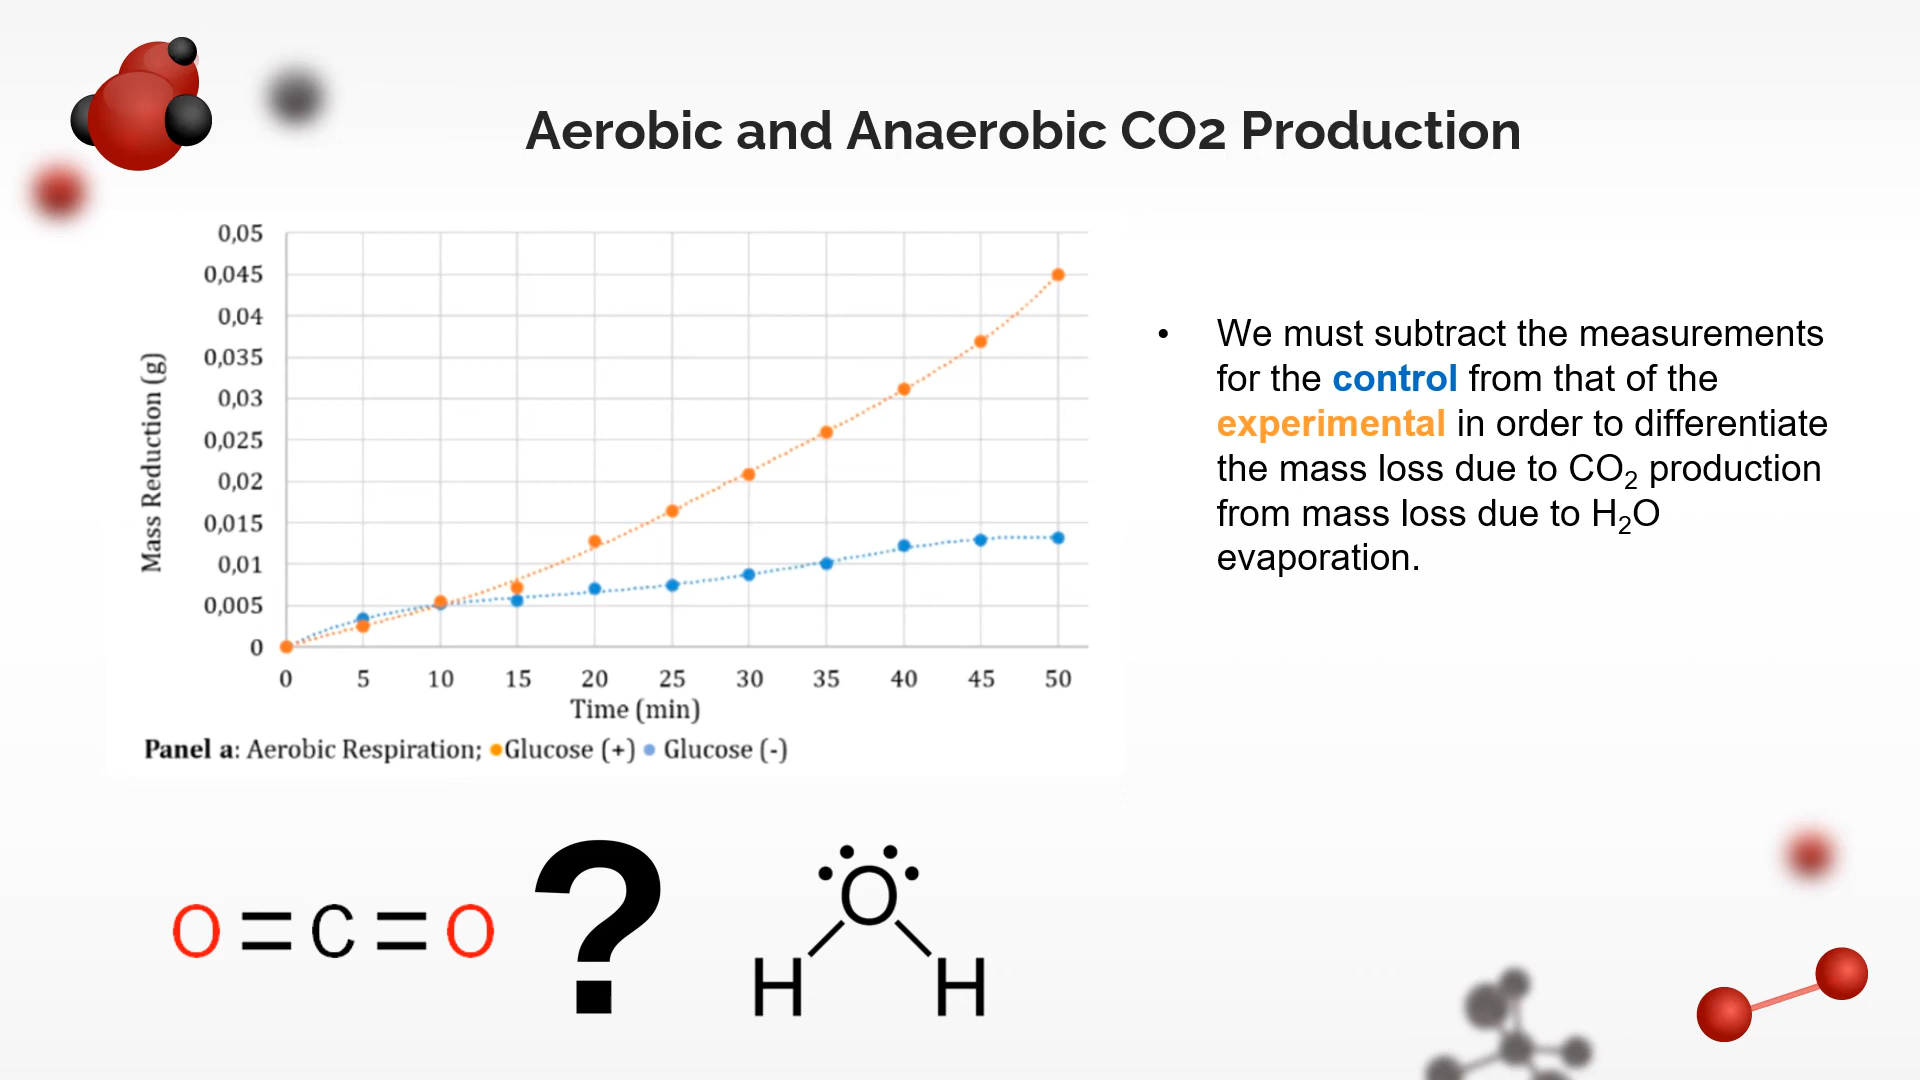 Aerobic and Anaerobic CO2 Production
0,05
0,045
0,04
0,035
0,03
0,025
0,02
0,015
0,01
0,005
0
Mass Reduction (g)
0 5 10 15 20 25 30 35 40 45 50
Time (min)
Panel a: Aerobic Respiration; Glucose (+) Glucose (-)
• We must subtract the measurements
for the control from that of the
experimental in order to differentiate
the mass loss due to CO₂ production
from mass loss due to H₂O
evaporation.
O=C=O ? O
H H